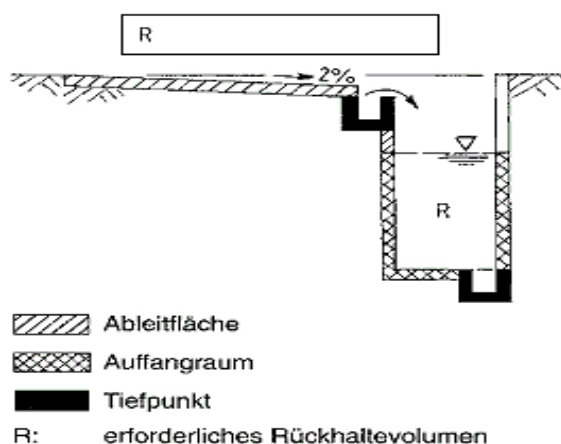 R
2%
R
Ableitfläche
Auffangraum
Tiefpunkt
R: erforderliches Rückhaltevolumen